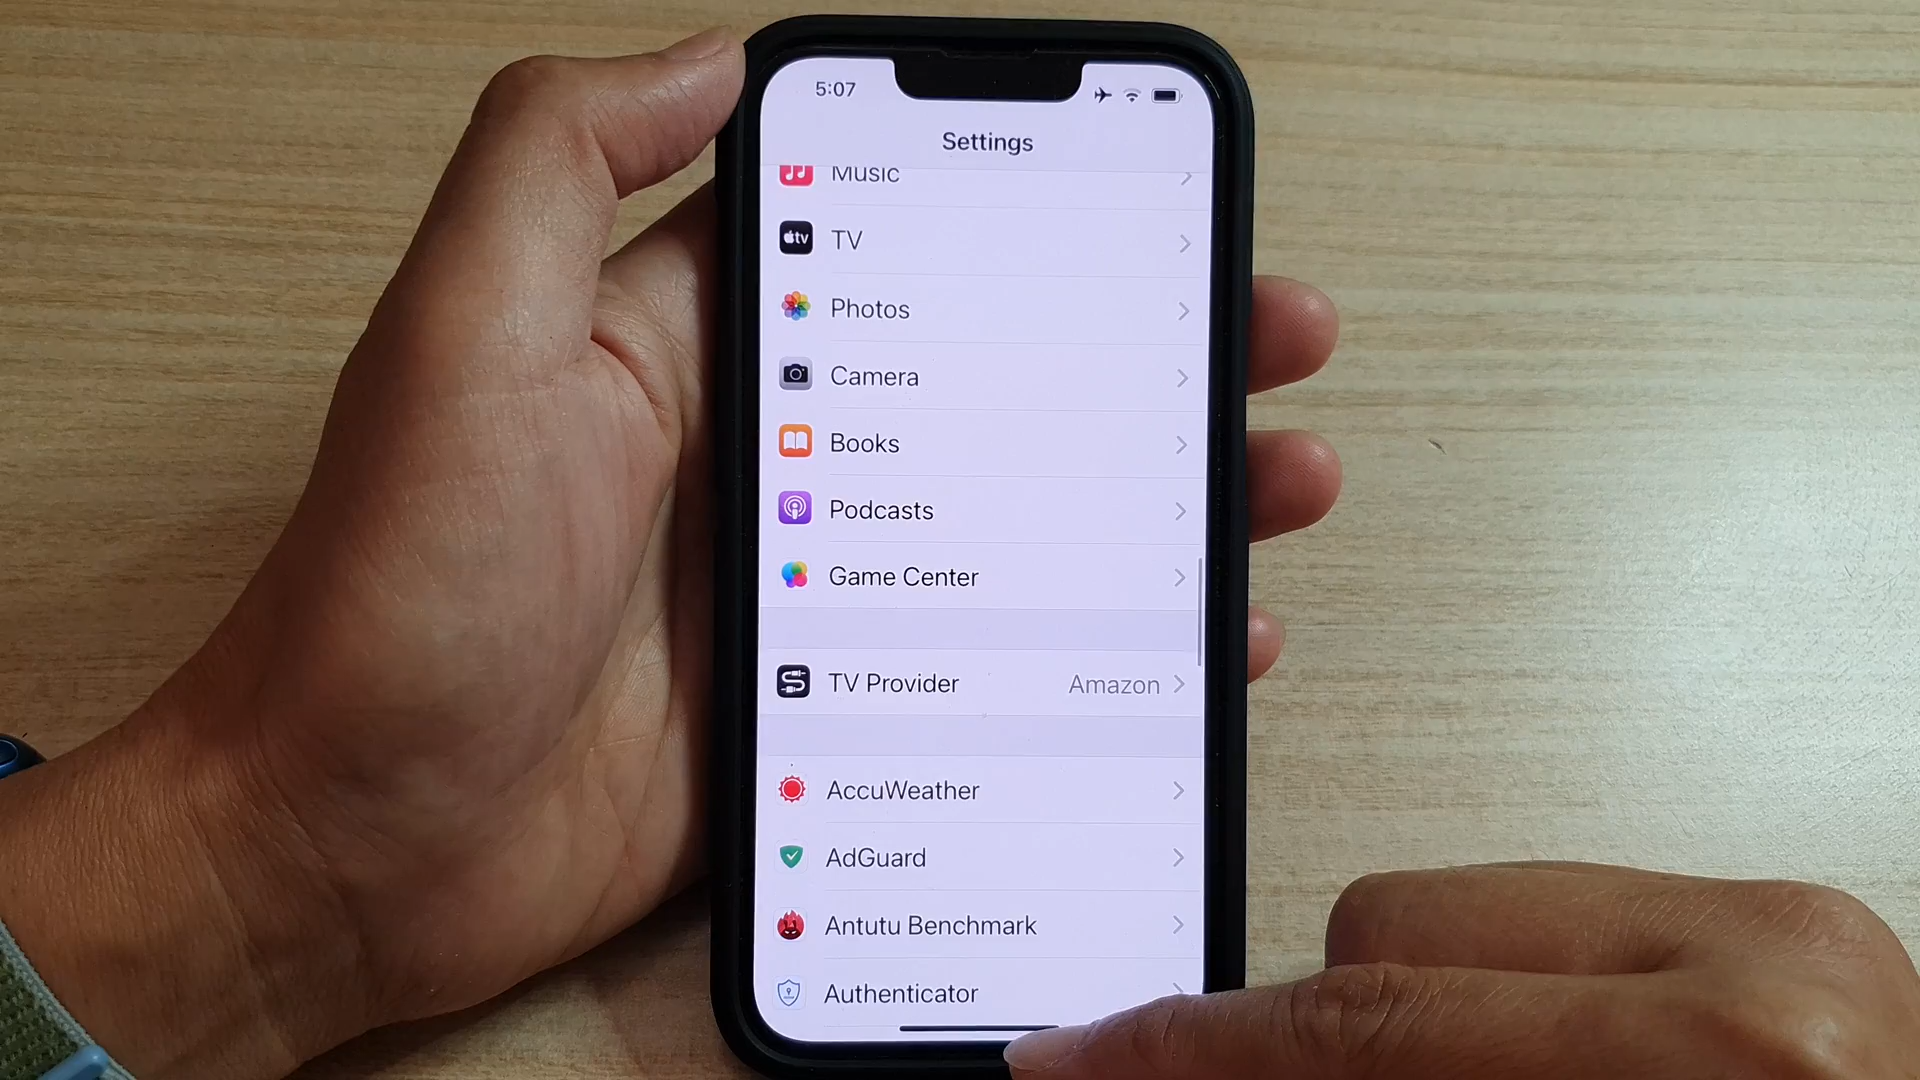 5:07
Settings
Music
tv TV
Photos
Camera
Books
Podcasts
Game Center
TV Provider Amazon
AccuWeather
AdGuard
Antutu Benchmark
Authenticator